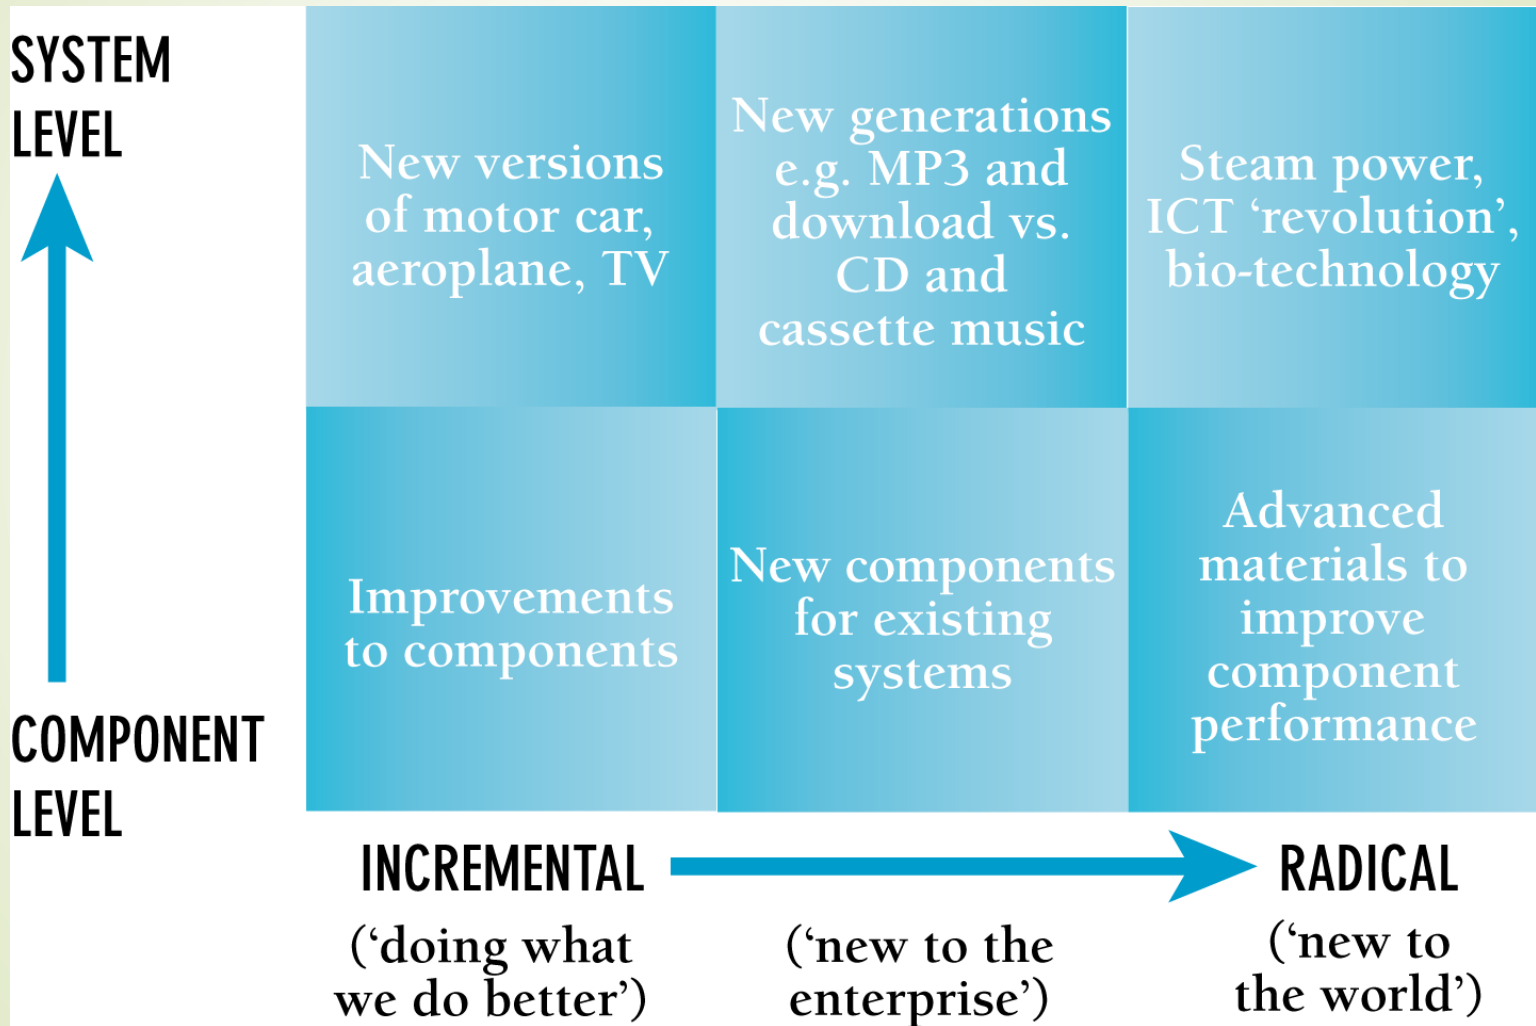 SYSTEM
LEVEL
New versions
of motor car,
aeroplane, TV
New generations
e.g. MP3 and
download vs.
CD and
cassette music
Steam power,
ICT ‘revolution’,
bio-technology
COMPONENT
LEVEL
Improvements
to components
New components
for existing
systems
Advanced
materials to
improve
component
performance
INCREMENTAL
RADICAL
(‘doing what
we do better’)
(‘new to the
enterprise’)
(‘new to
the world’)